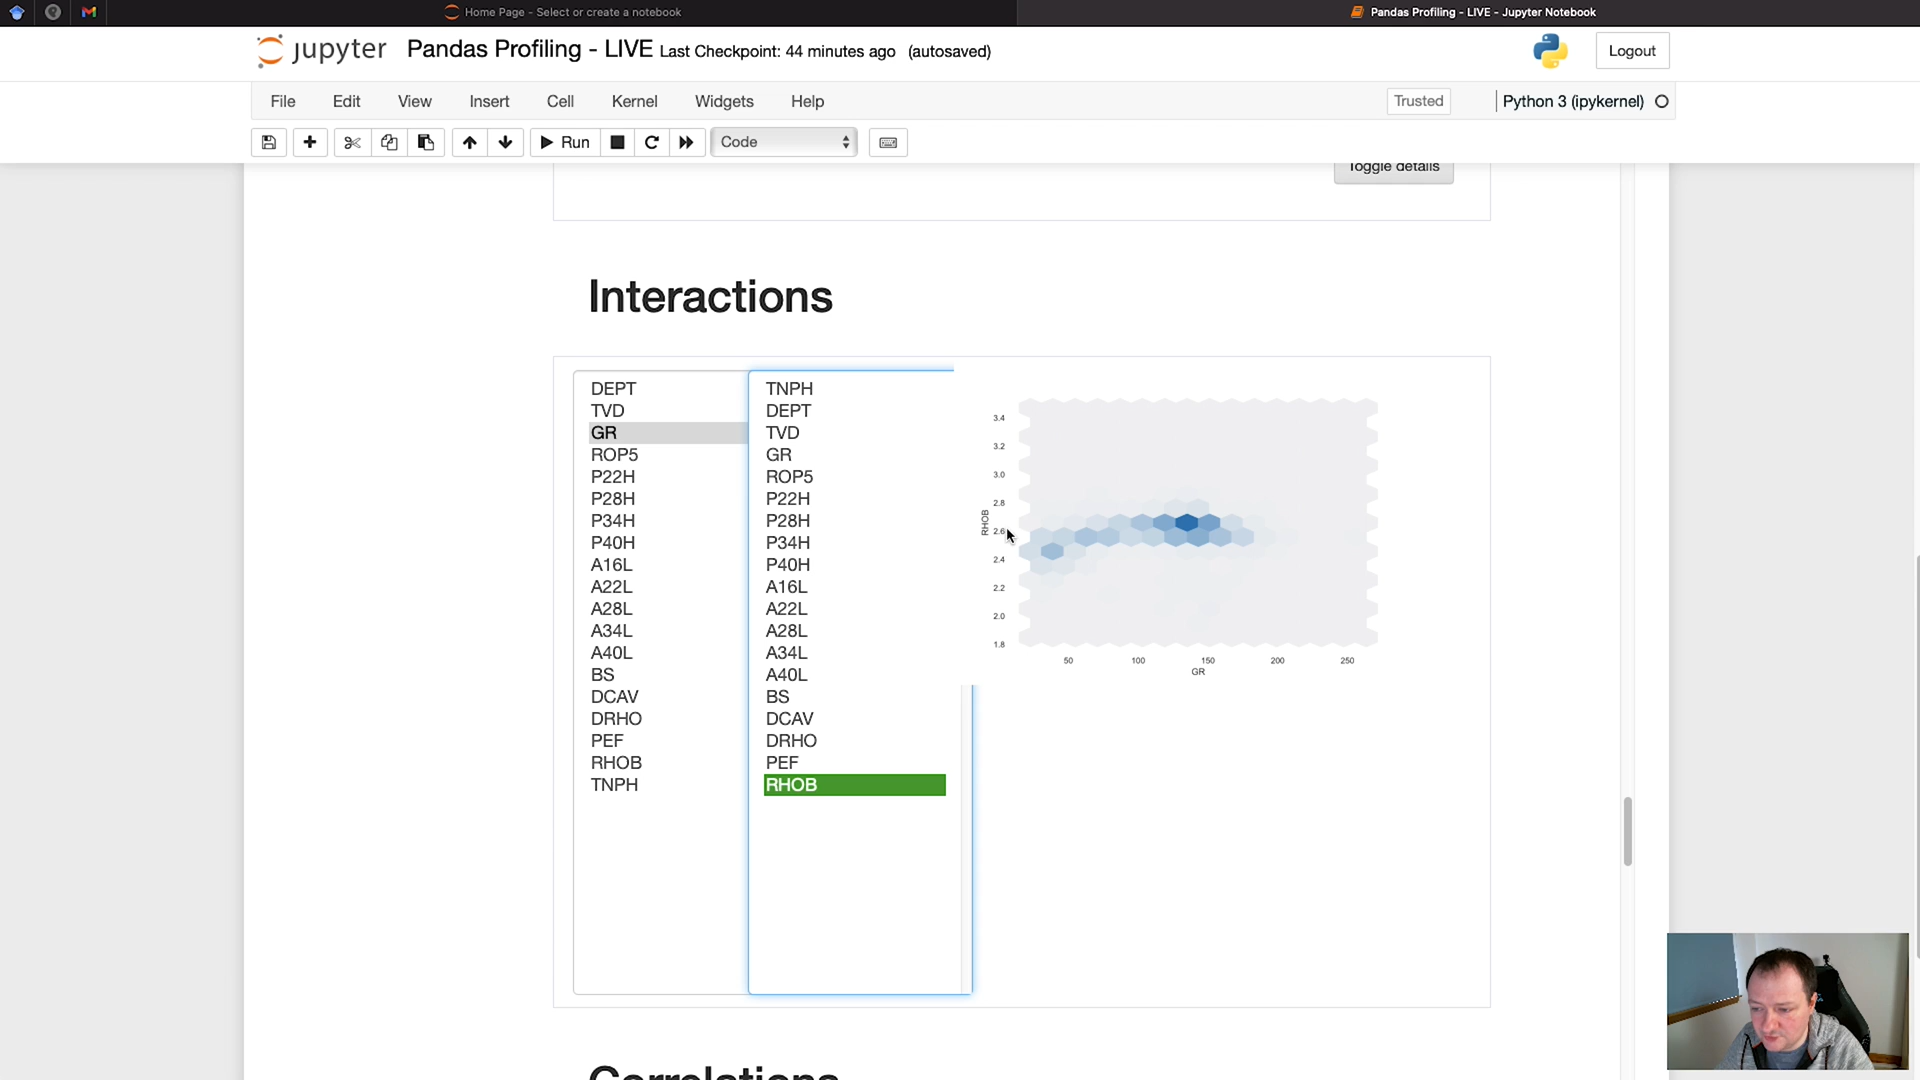 Home Page - Select or create a notebook
Pandas Profiling - LIVE - Jupyter Notebook
jupyter Pandas Profiling - LIVE Last Checkpoint: 44 minutes ago (autosaved)
Logout
File Edit View Insert Cell Kernel Widgets Help
Trusted
Python 3 (ipykernel)
Run
Code
Toggle details
Interactions
DEPT
TVD
GR
ROP5
P22H
P28H
P34H
P40H
A16L
A22L
A28L
A34L
A40L
BS
DCAV
DRHO
PEF
RHOB
TNPH
TNPH
DEPT
TVD
GR
ROP5
P22H
P28H
P34H
P40H
A16L
A22L
A28L
A34L
A40L
BS
DCAV
DRHO
PEF
RHOB
3.4
3.2
3.0
2.8
2.6
2.4
2.2
2.0
1.8
RHOB
50 100 150 200 250
GR
Correlations